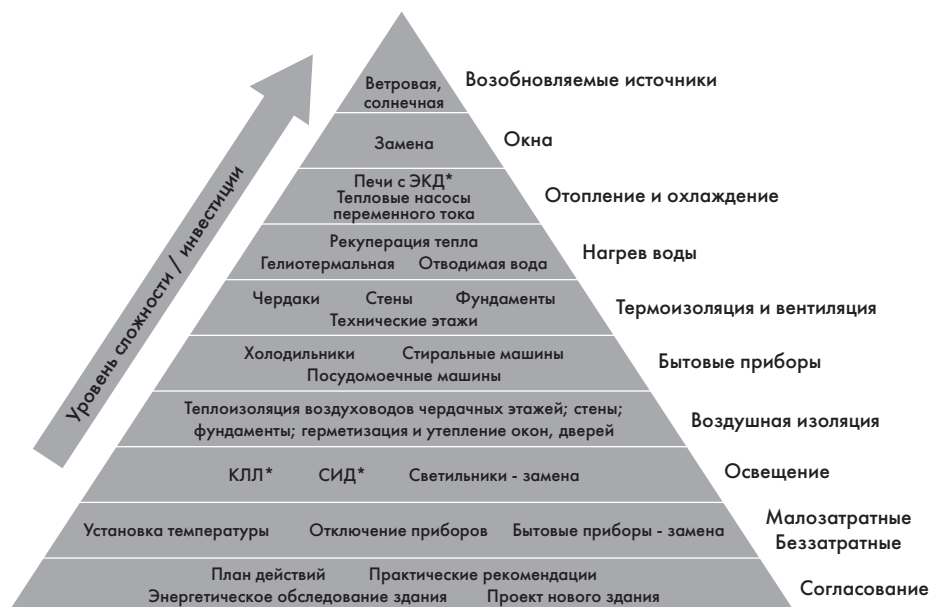 Ветровая,
солнечная
Возобновляемые источники
Замена
Окна
Печи с ЭКД*
Тепловые насосы
переменного тока
Отопление и охлаждение
Рекуперация тепла
Гелиотермальная Отводимая вода
Нагрев воды
Чердаки Стены Фундаменты
Технические этажи
Термоизоляция и вентиляция
Холодильники Стиральные машины
Посудомоечные машины
Бытовые приборы
Теплоизоляция воздуховодов чердачных этажей; стены;
фундаменты; герметизация и утепление окон, дверей
Воздушная изоляция
КЛЛ* СИД* Светильники - замена
Освещение
Установка температуры Отключение приборов Бытовые приборы - замена
Малозатратные
Беззатратные
План действий Практические рекомендации
Энергетическое обследование здания Проект нового здания
Согласование
Уровень сложности / инвестиции